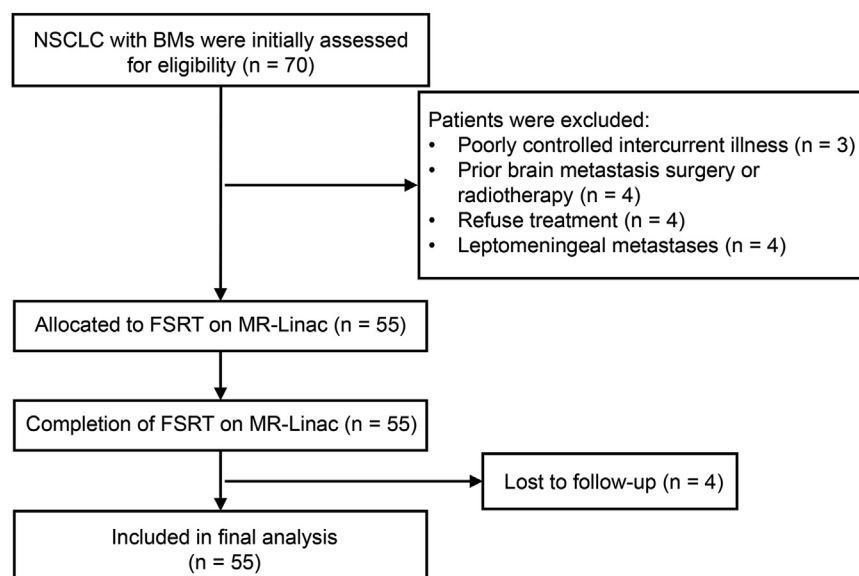 NSCLC with BMs were initially assessed
for eligibility (n = 70)
Patients were excluded:
• Poorly controlled intercurrent illness (n = 3)
• Prior brain metastasis surgery or
radiotherapy (n = 4)
• Refuse treatment (n = 4)
• Leptomeningeal metastases (n = 4)
Allocated to FSRT on MR-Linac (n = 55)
Completion of FSRT on MR-Linac (n = 55)
Lost to follow-up (n = 4)
Included in final analysis
(n = 55)